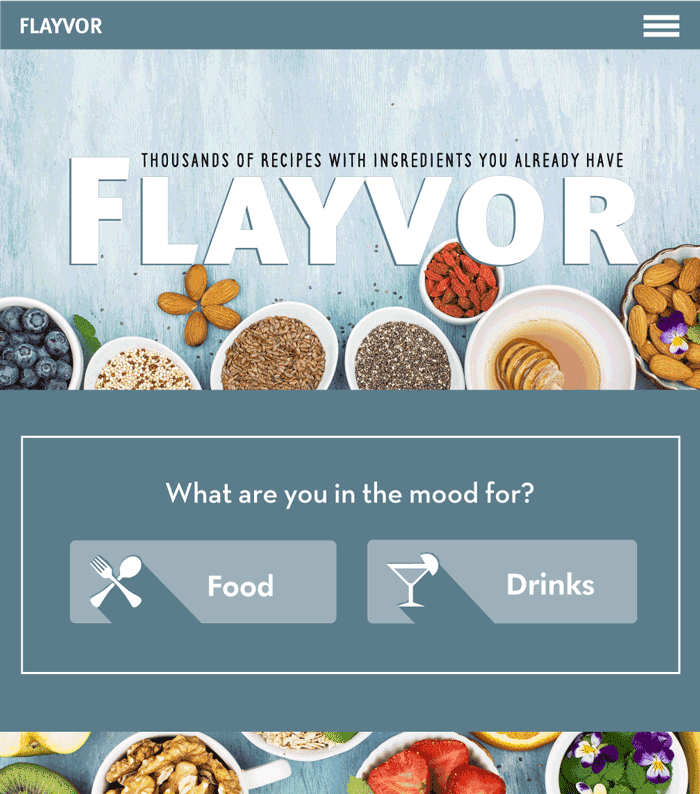 FLAYVOR
THOUSANDS OF RECIPES WITH INGREDIENTS YOU ALREADY HAVE
FLAYVOR
What are you in the mood for?
Food
Drinks